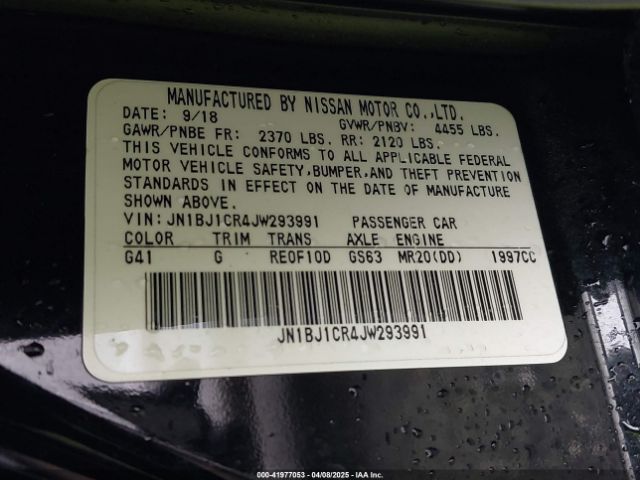 MANUFACTURED BY NISSAN MOTOR CO.,LTD.
DATE: 9/18 GVWR/PNBV: 4455 LBS.
GAWR/PNBE FR: 2370 LBS. RR: 2120 LBS.
THIS VEHICLE CONFORMS TO ALL APPLICABLE FEDERAL
MOTOR VEHICLE SAFETY,BUMPER,AND THEFT PREVENTION
STANDARDS IN EFFECT ON THE DATE OF MANUFACTURE
SHOWN ABOVE.
VIN: JN1BJ1CR4JW293991 PASSENGER CAR
COLOR TRIM TRANS AXLE ENGINE
G41 G RE0F10D GS63 MR20(DD) 1997CC
JN1BJ1CR4JW293991
000-41977053 - 04/08/2025 - IAA Inc.